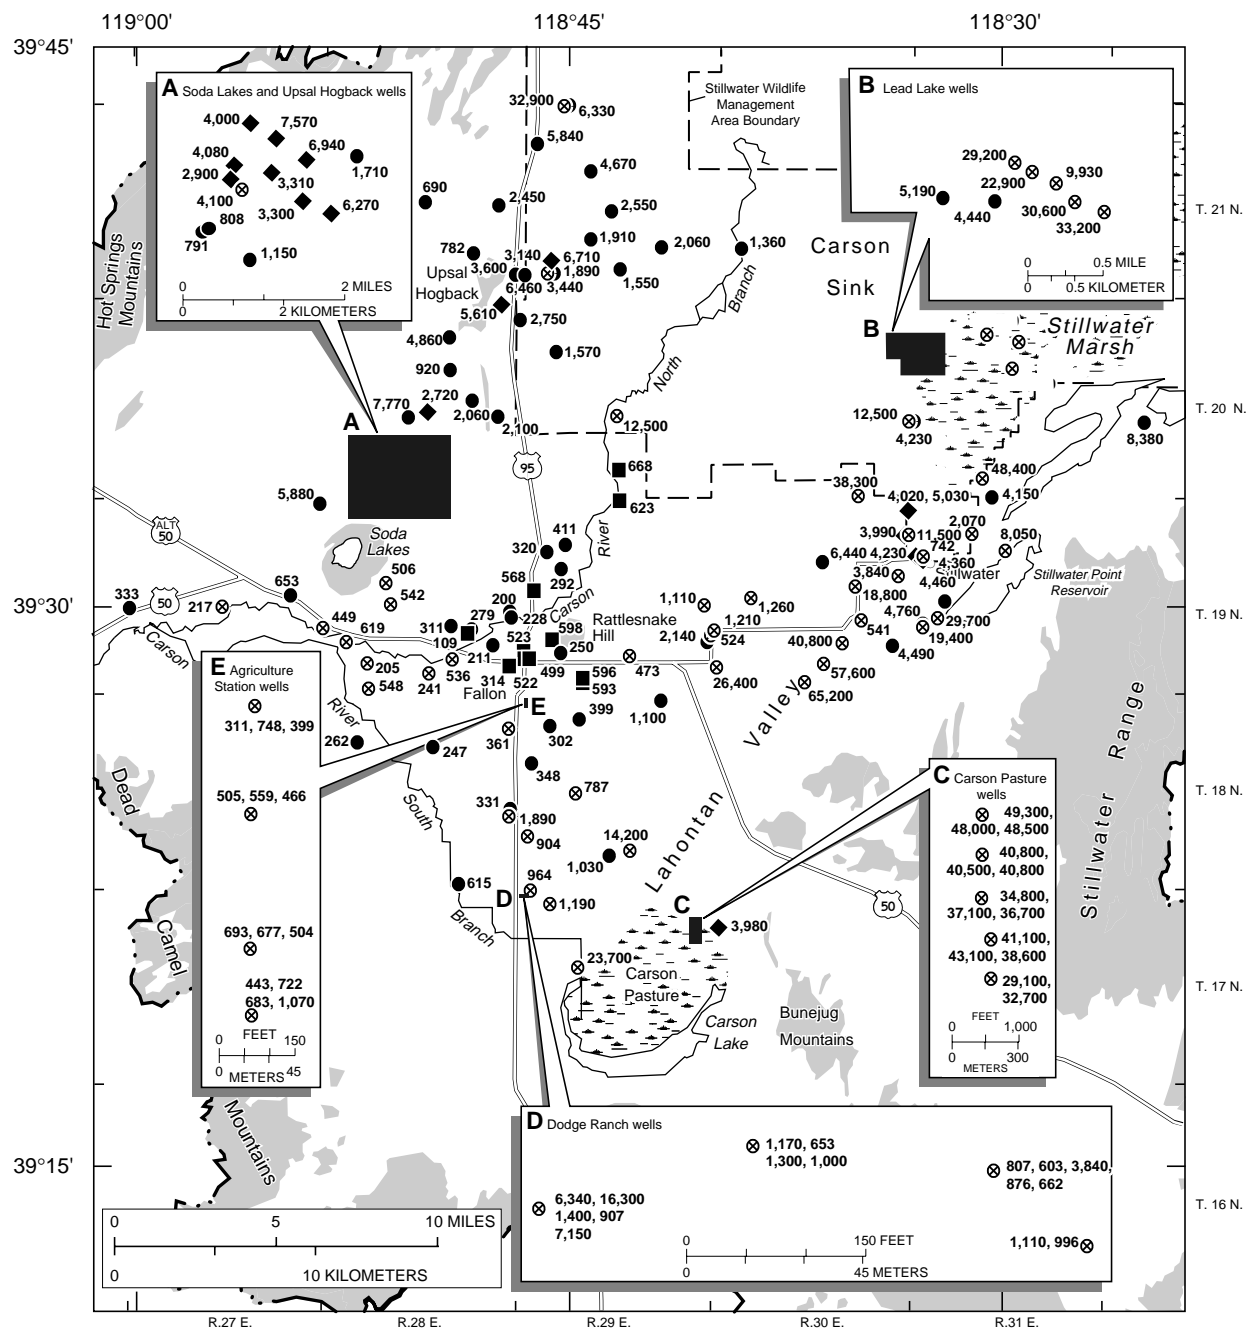 119°00'
118°45'
118°30'
39°45'
A Soda Lakes and Upsal Hogback wells
4,000
7,570
6,940
4,080
2,900
1,710
4,100
3,310
808
3,300
6,270
791
1,150
0
2 MILES
0
2 KILOMETERS
Hot Springs
Mountains
32,900
6,330
5,840
4,670
690
2,450
2,550
782
3,140
6,710
1,910
2,060
1,360
3,600
1,890
Upsal
Hogback
6,460
3,440
1,550
5,610
2,750
4,860
1,570
920
2,720
7,770
2,060
2,100
12,500
Stillwater Wildlife
Management
Area Boundary
North
Branch
Carson
Sink
B Lead Lake wells
29,200
9,930
5,190
22,900
4,440
30,600
33,200
0
0.5 MILE
0
0.5 KILOMETER
B
Stillwater
Marsh
T. 21 N.
T. 20 N.
12,500
4,230
8,380
A
95
668
623
5,880
38,300
48,400
4,020, 5,030
4,150
ALT
50
Soda
Lakes
411
320
292
River
3,990
11,500
2,070
742
8,050
6,440
4,230
4,360
3,840
4,460
Stillwater
Stillwater Point
Reservoir
506
568
542
39°30'
333
50
217
653
449
619
200
Carson
1,110
1,260
18,800
4,760
29,700
T. 19 N.
311
279
228
598
Rattlesnake
Hill
1,210
541
19,400
109
523
250
2,140
524
40,800
4,490
Carson
205
211
536
499
473
57,600
548
241
314
522
596
593
26,400
65,200
Fallon
River
E
399
1,100
Valley
262
247
361
302
E Agriculture
Station wells
311, 748, 399
505, 559, 466
693, 677, 504
443, 722
683, 1,070
0
FEET
150
0
METERS
45
348
787
331
1,890
904
14,200
1,030
South
Branch
615
964
D
1,190
Lahontan
Dead
Camel
Mountains
C
3,980
50
C Carson Pasture
wells
49,300,
48,000, 48,500
40,800,
40,500, 40,800
34,800,
37,100, 36,700
41,100,
43,100, 38,600
29,100,
32,700
FEET
0
1,000
0
300
METERS
Stillwater Range
T. 18 N.
23,700
Carson
Pasture
Carson
Lake
Bunejug
Mountains
T. 17 N.
39°15'
D Dodge Ranch wells
1,170, 653
1,300, 1,000
807, 603, 3,840,
876, 662
6,340, 16,300
1,400, 907
7,150
1,110, 996
0
150 FEET
0
45 METERS
T. 16 N.
0
5
10 MILES
0
10 KILOMETERS
R.27 E.
R.28 E.
R.29 E.
R.30 E.
R.31 E.